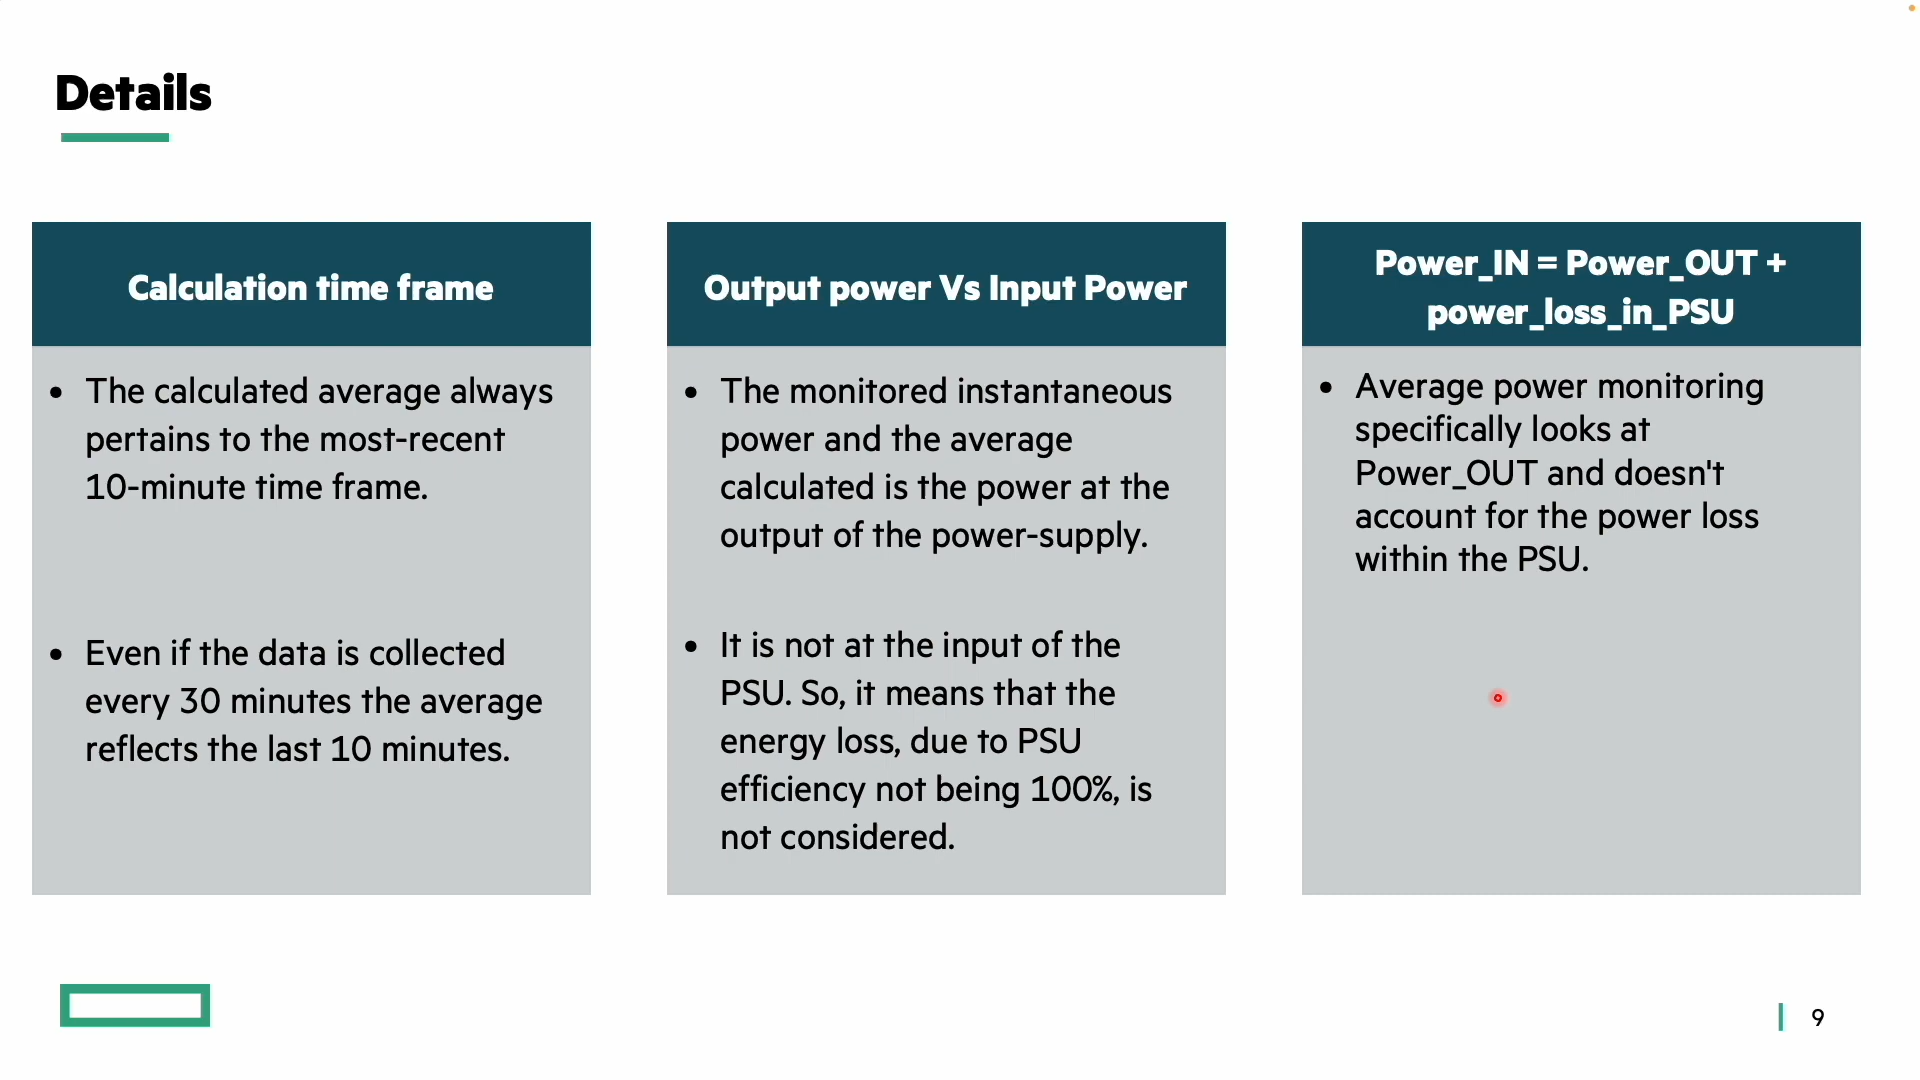 Details
Calculation time frame
• The calculated average always
pertains to the most-recent
10-minute time frame.
• Even if the data is collected
every 30 minutes the average
reflects the last 10 minutes.
Output power Vs Input Power
• The monitored instantaneous
power and the average
calculated is the power at the
output of the power-supply.
• It is not at the input of the
PSU. So, it means that the
energy loss, due to PSU
efficiency not being 100%, is
not considered.
Power_IN = Power_OUT +
power_loss_in_PSU
• Average power monitoring
specifically looks at
Power_OUT and doesn't
account for the power loss
within the PSU.
9